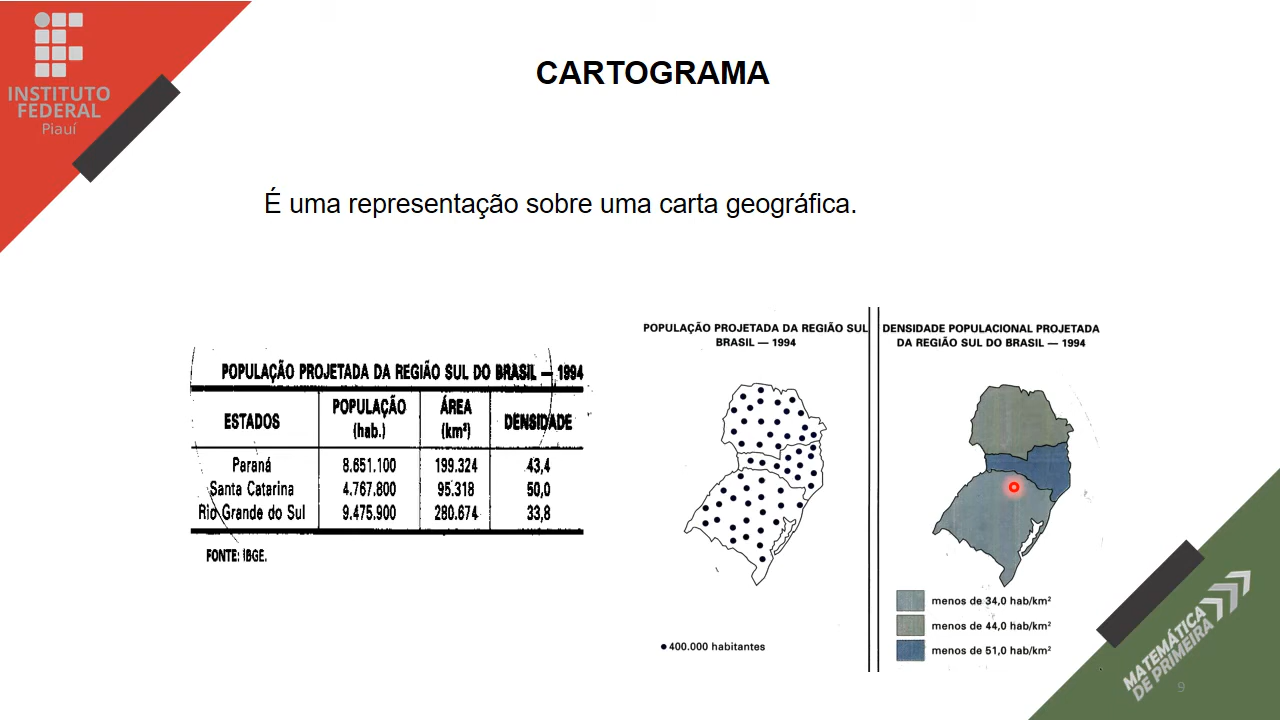 INSTITUTO
FEDERAL
Piauí
CARTOGRAMA
É uma representação sobre uma carta geográfica.
POPULAÇÃO PROJETADA DA REGIÃO SUL DO BRASIL — 1994
ESTADOS POPULAÇÃO (hab.) ÁREA (km²) DENSIDADE
Paraná 8.651.100 199.324 43,4
Santa Catarina 4.767.800 95.318 50,0
Rio Grande do Sul 9.475.900 280.674 33,8
FONTE: IBGE.
POPULAÇÃO PROJETADA DA REGIÃO SUL
BRASIL — 1994
400.000 habitantes
DENSIDADE POPULACIONAL PROJETADA
DA REGIÃO SUL DO BRASIL — 1994
menos de 34,0 hab/km²
menos de 44,0 hab/km²
menos de 51,0 hab/km²
MATEMÁTICA
DE PRIMEIRA